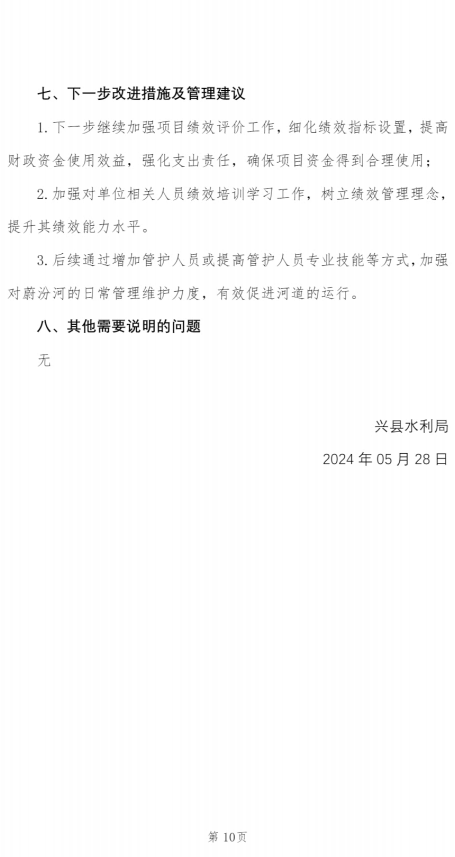 七、下一步改进措施及管理建议
1.下一步继续加强项目绩效评价工作，细化绩效指标设置，提高
财政资金使用效益，强化支出责任，确保项目资金得到合理使用；
2.加强对单位相关人员绩效培训学习工作，树立绩效管理理念，
提升其绩效能力水平。
3.后续通过增加管护人员或提高管护人员专业技能等方式，加强
对蔚汾河的日常管理维护力度，有效促进河道的运行。
八、其他需要说明的问题
无
兴县水利局
2024 年 05 月 28 日
第 10页